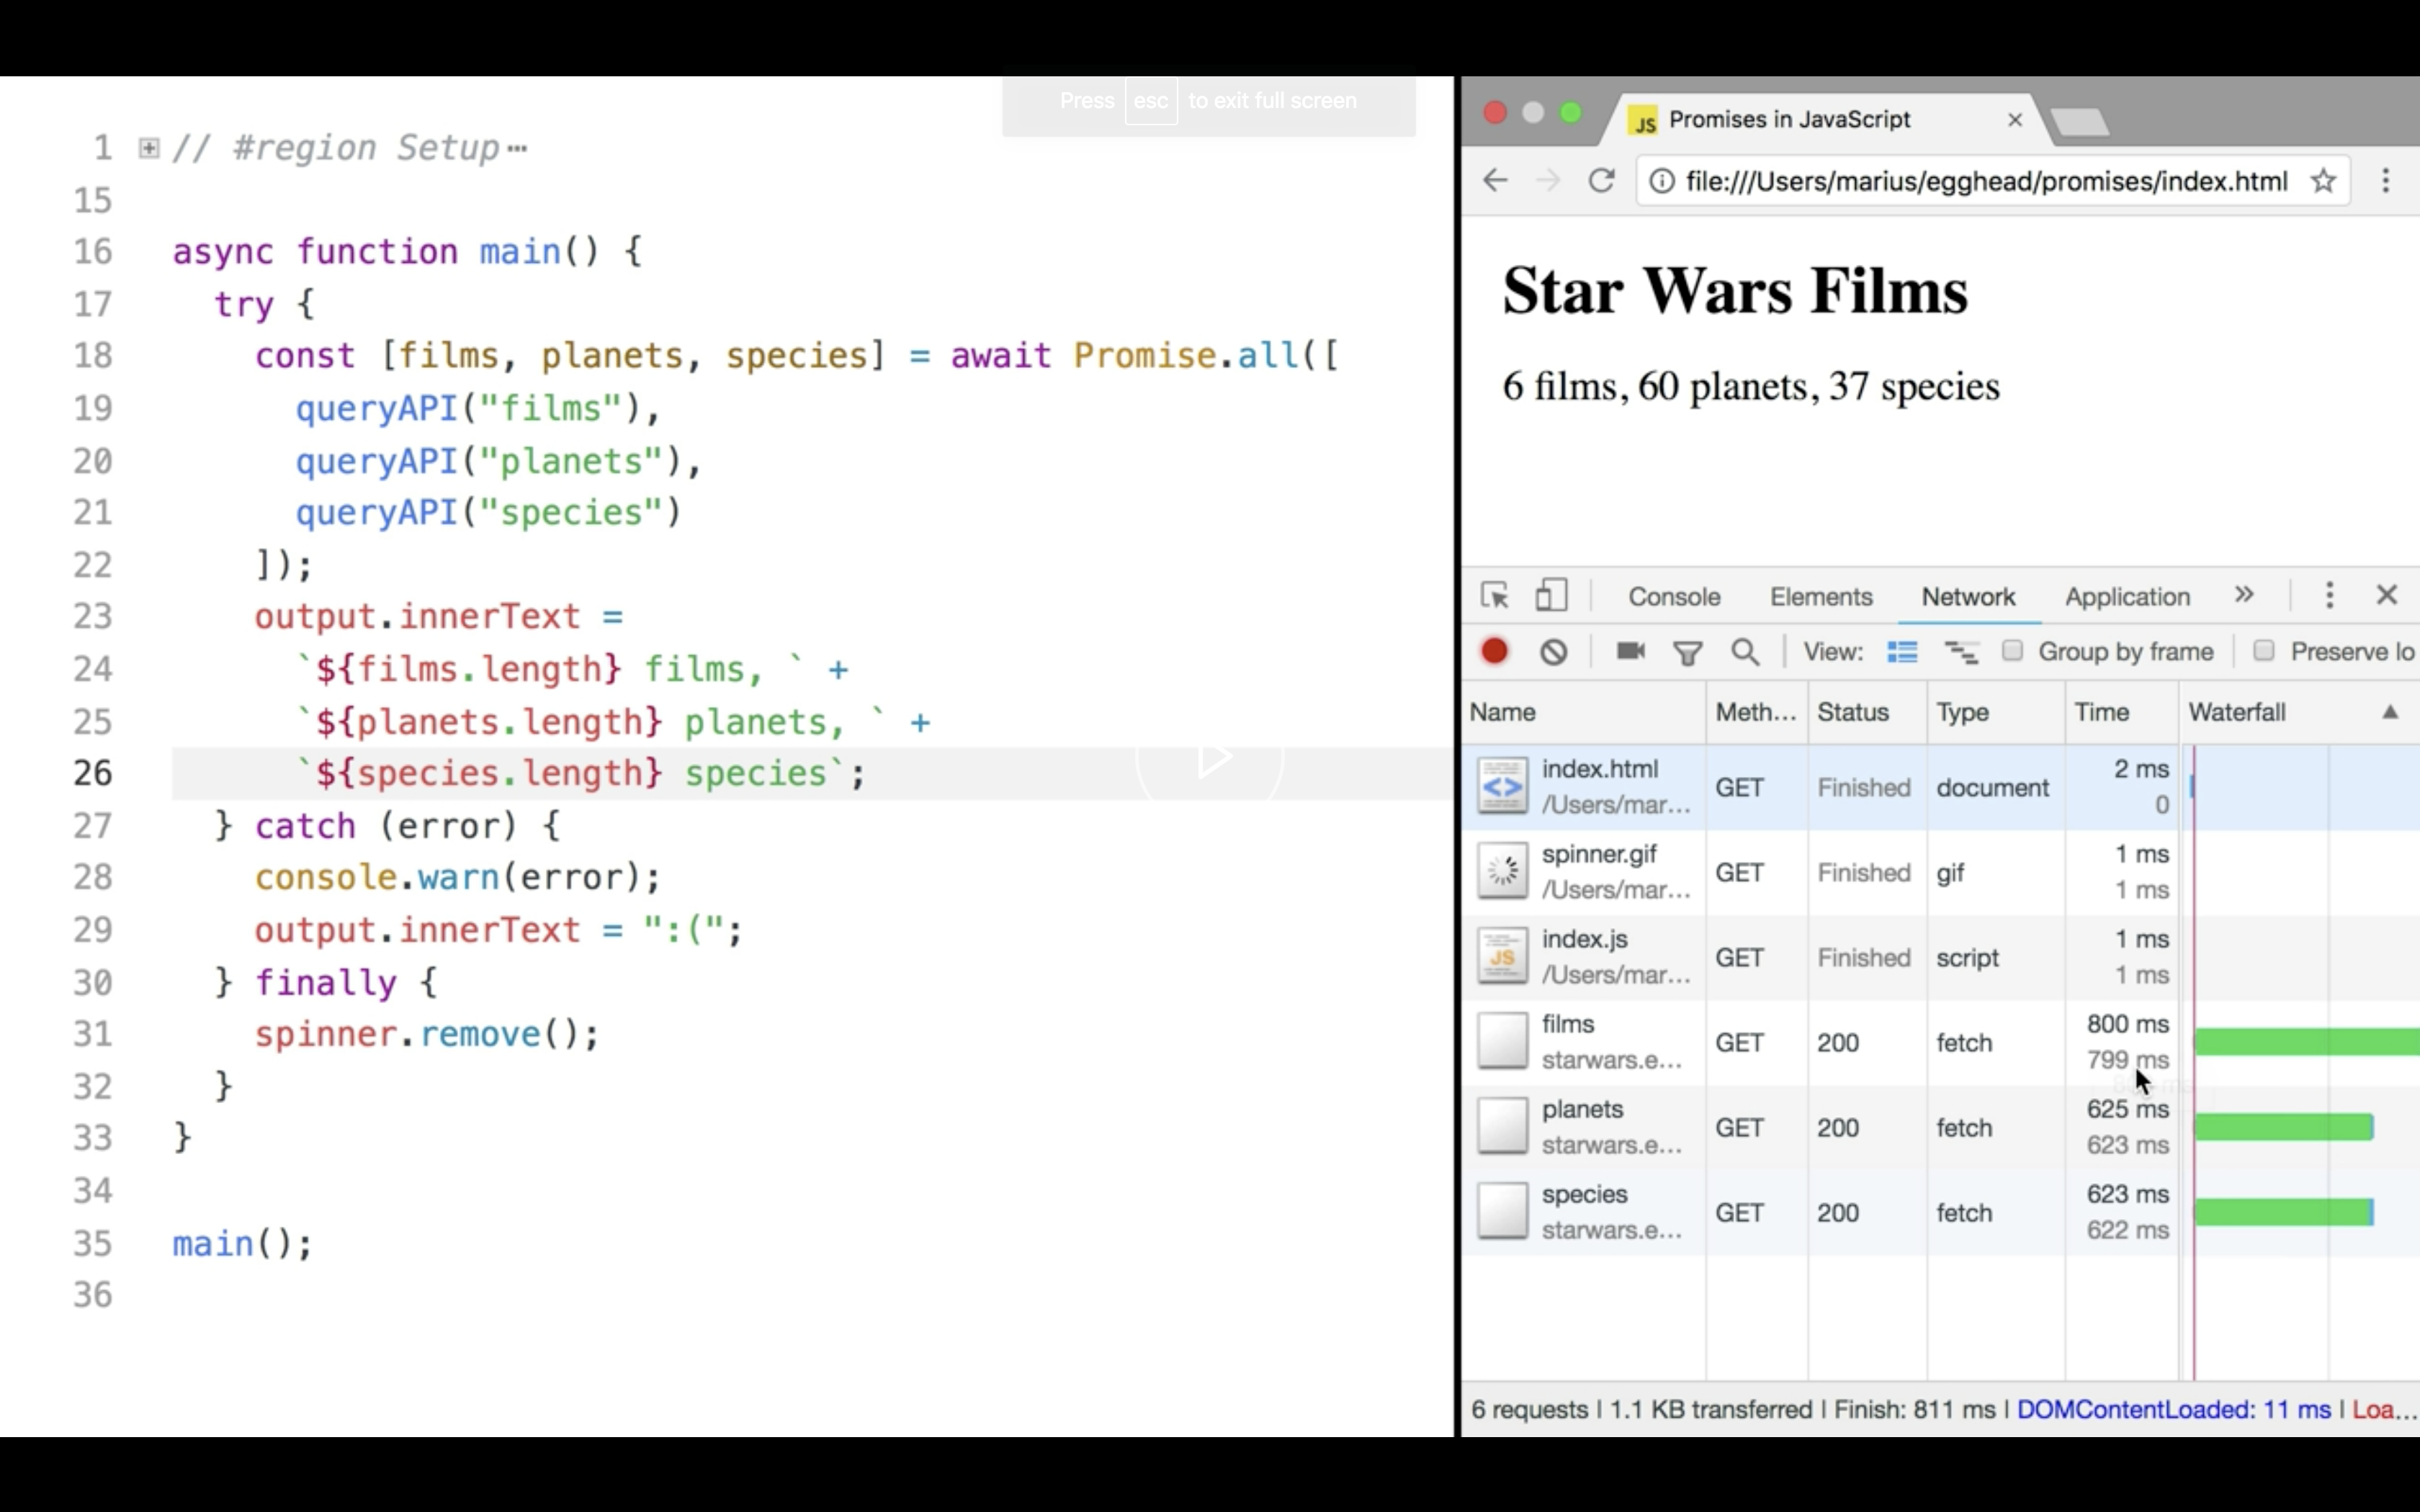 Press esc to exit full screen
1 // #region Setup⋯
15
16 async function main() {
17 try {
18 const [films, planets, species] = await Promise.all([
19 queryAPI("films"),
20 queryAPI("planets"),
21 queryAPI("species")
22 ]);
23 output.innerText =
24 `${films.length} films, ` +
25 `${planets.length} planets, ` +
26 `${species.length} species`;
27 } catch (error) {
28 console.warn(error);
29 output.innerText = ":(";
30 } finally {
31 spinner.remove();
32 }
33 }
34
35 main();
36
JS Promises in JavaScript
file:///Users/marius/egghead/promises/index.html
Star Wars Films
6 films, 60 planets, 37 species
Console Elements Network Application
View: Group by frame Preserve lo
Name Meth... Status Type Time Waterfall
index.html GET Finished document 2 ms
/Users/mar... 0
spinner.gif GET Finished gif 1 ms
/Users/mar... 1 ms
JS index.js GET Finished script 1 ms
/Users/mar... 1 ms
films GET 200 fetch 800 ms
starwars.e... 799 ms
planets GET 200 fetch 625 ms
starwars.e... 623 ms
species GET 200 fetch 623 ms
starwars.e... 622 ms
6 requests | 1.1 KB transferred | Finish: 811 ms | DOMContentLoaded: 11 ms | Loa...